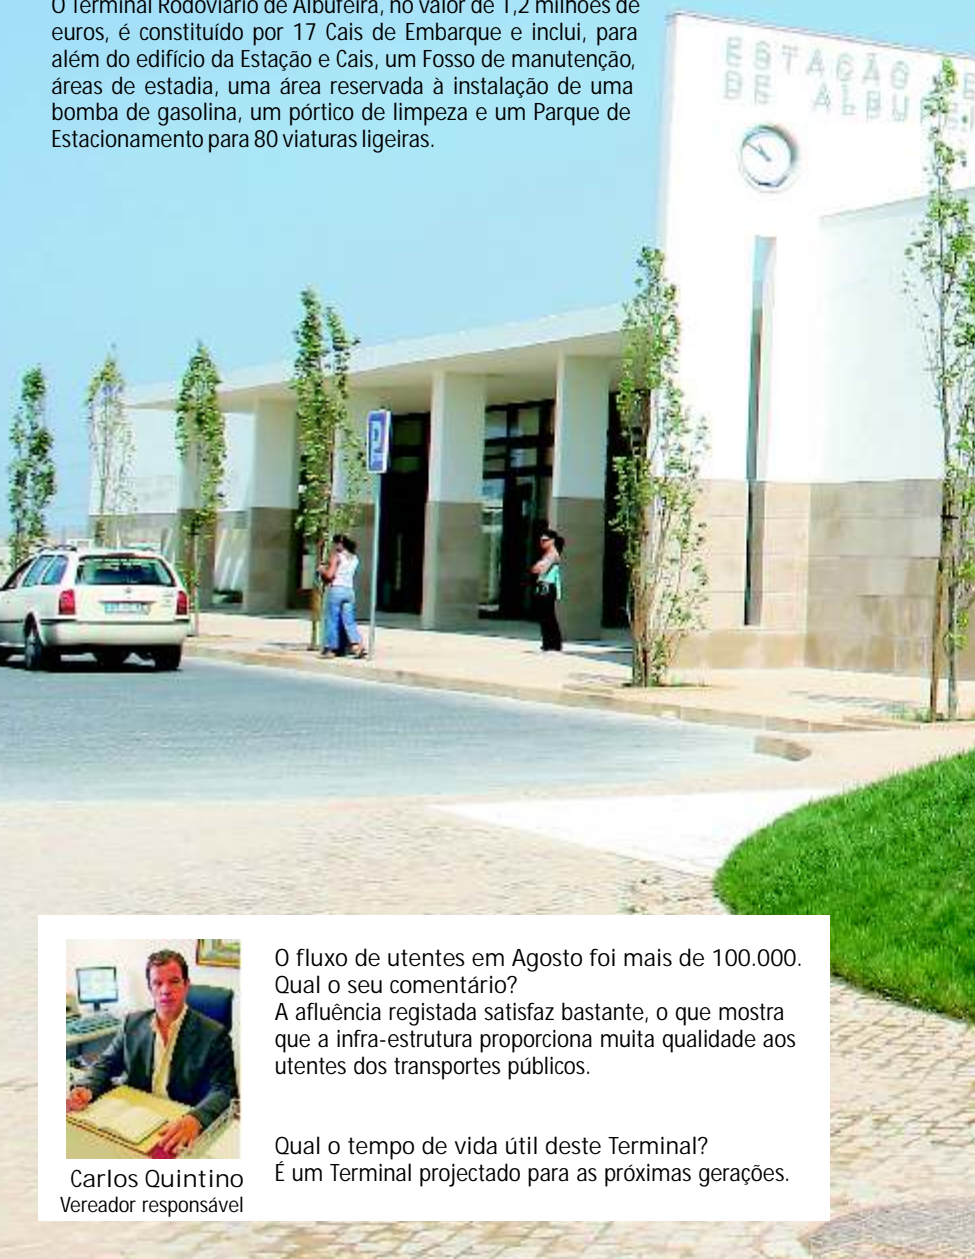 O Terminal Rodoviário de Albufeira, no valor de 1,2 milhões de
euros, é constituído por 17 Cais de Embarque e inclui, para
além do edifício da Estação e Cais, um Fosso de manutenção,
áreas de estadia, uma área reservada à instalação de uma
bomba de gasolina, um pórtico de limpeza e um Parque de
Estacionamento para 80 viaturas ligeiras.
ESTAÇÃO
DE ALBUFEI
P
O fluxo de utentes em Agosto foi mais de 100.000.
Qual o seu comentário?
A afluência registada satisfaz bastante, o que mostra
que a infra-estrutura proporciona muita qualidade aos
utentes dos transportes públicos.
Qual o tempo de vida útil deste Terminal?
É um Terminal projectado para as próximas gerações.
Carlos Quintino
Vereador responsável